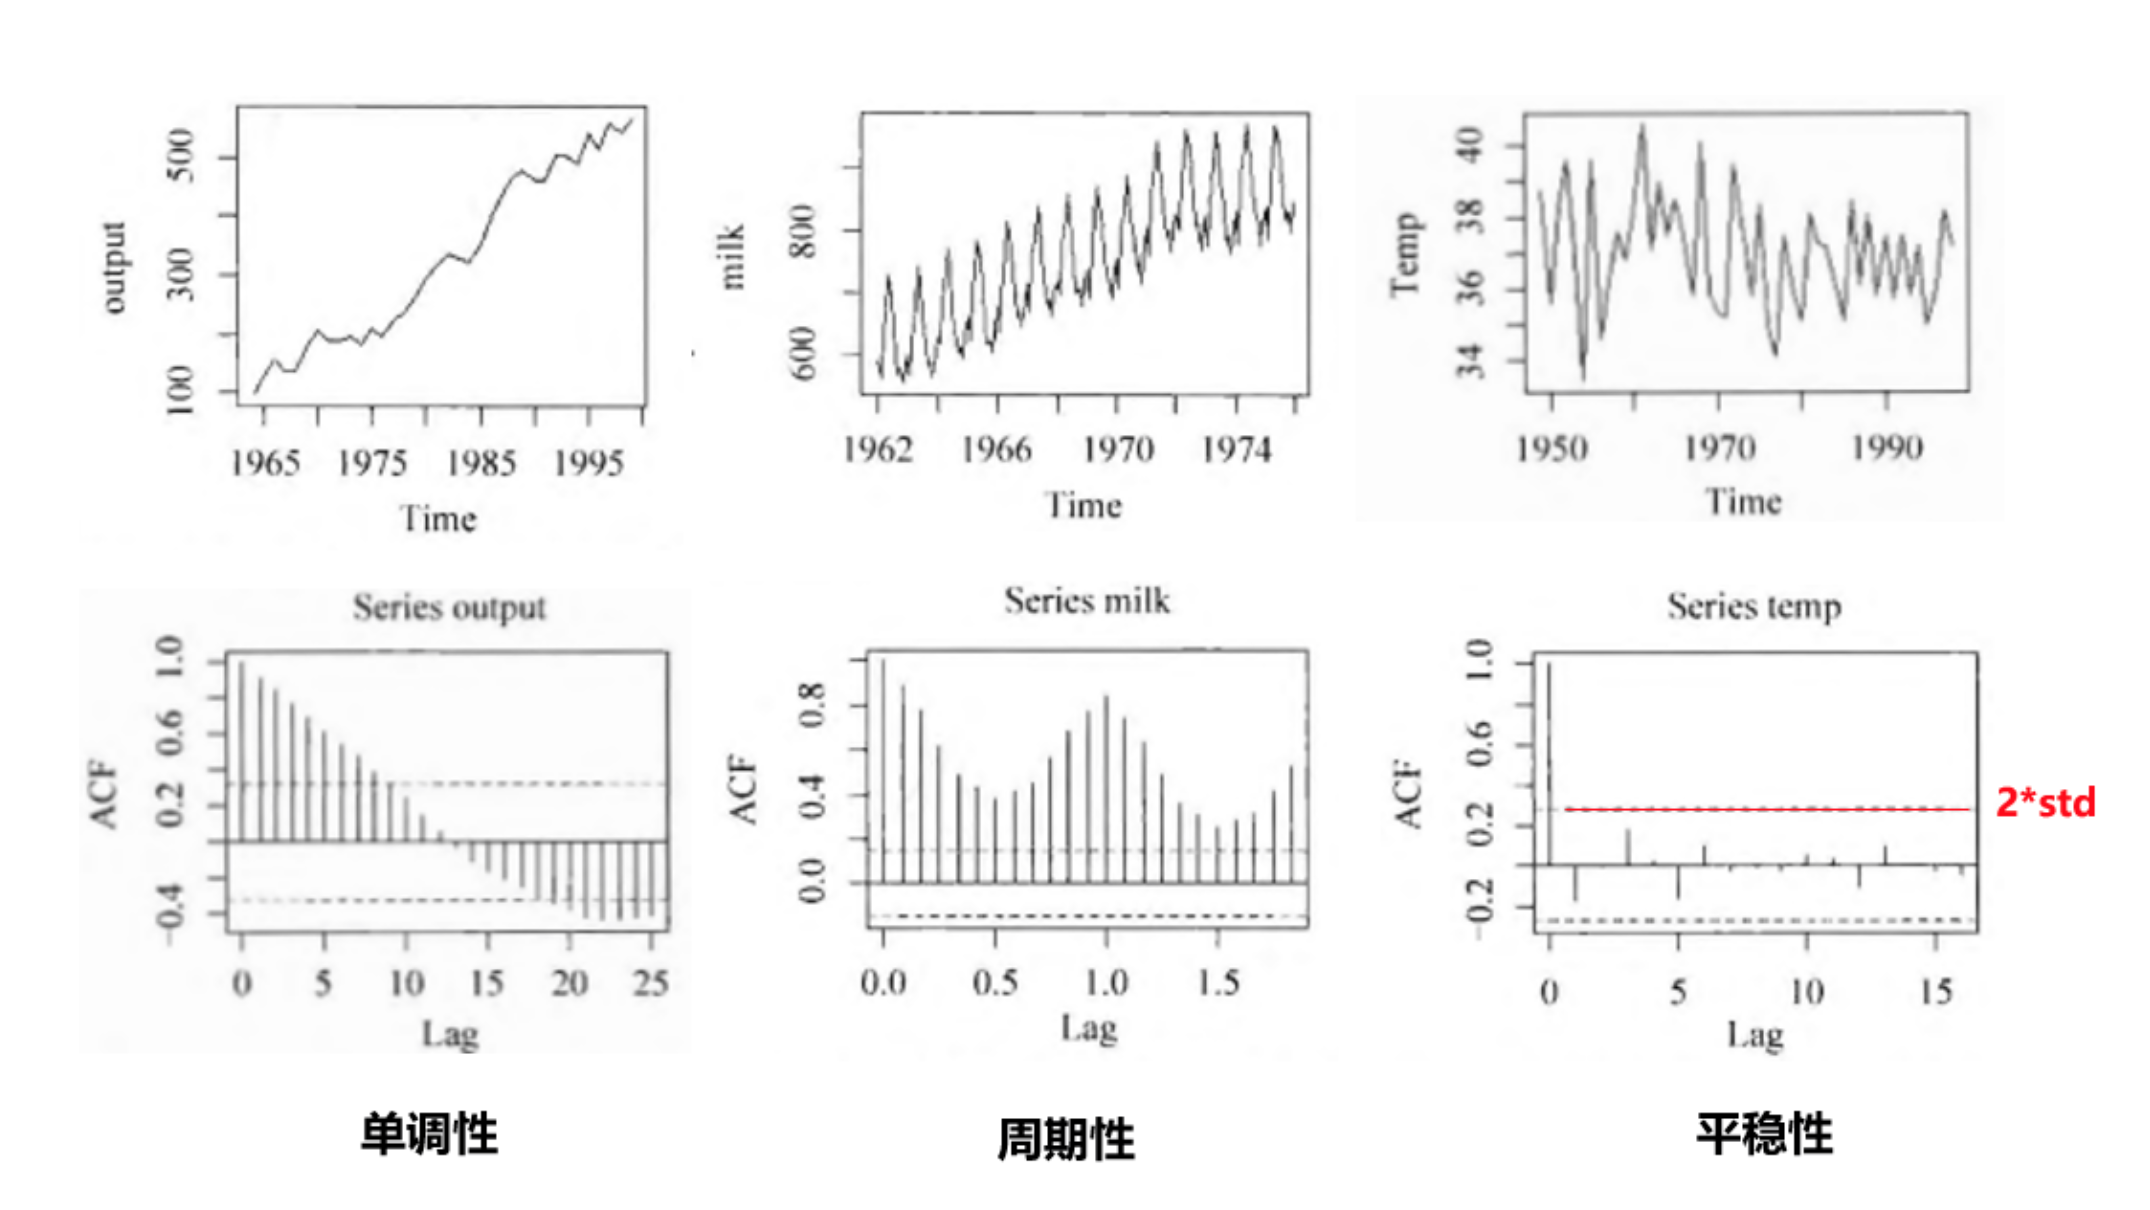 output
500
300
100
1965 1975 1985 1995
Time
milk
800
600
1962 1966 1970 1974
Time
Temp
40
38
36
34
1950 1970 1990
Time
Series output
ACF
1.0
0.6
0.2
-0.4
0 5 10 15 20 25
Lag
Series milk
ACF
0.8
0.4
0.0
0.0 0.5 1.0 1.5
Lag
Series temp
ACF
1.0
0.6
0.2
-0.2
2*std
0 5 10 15
Lag
单调性
周期性
平稳性